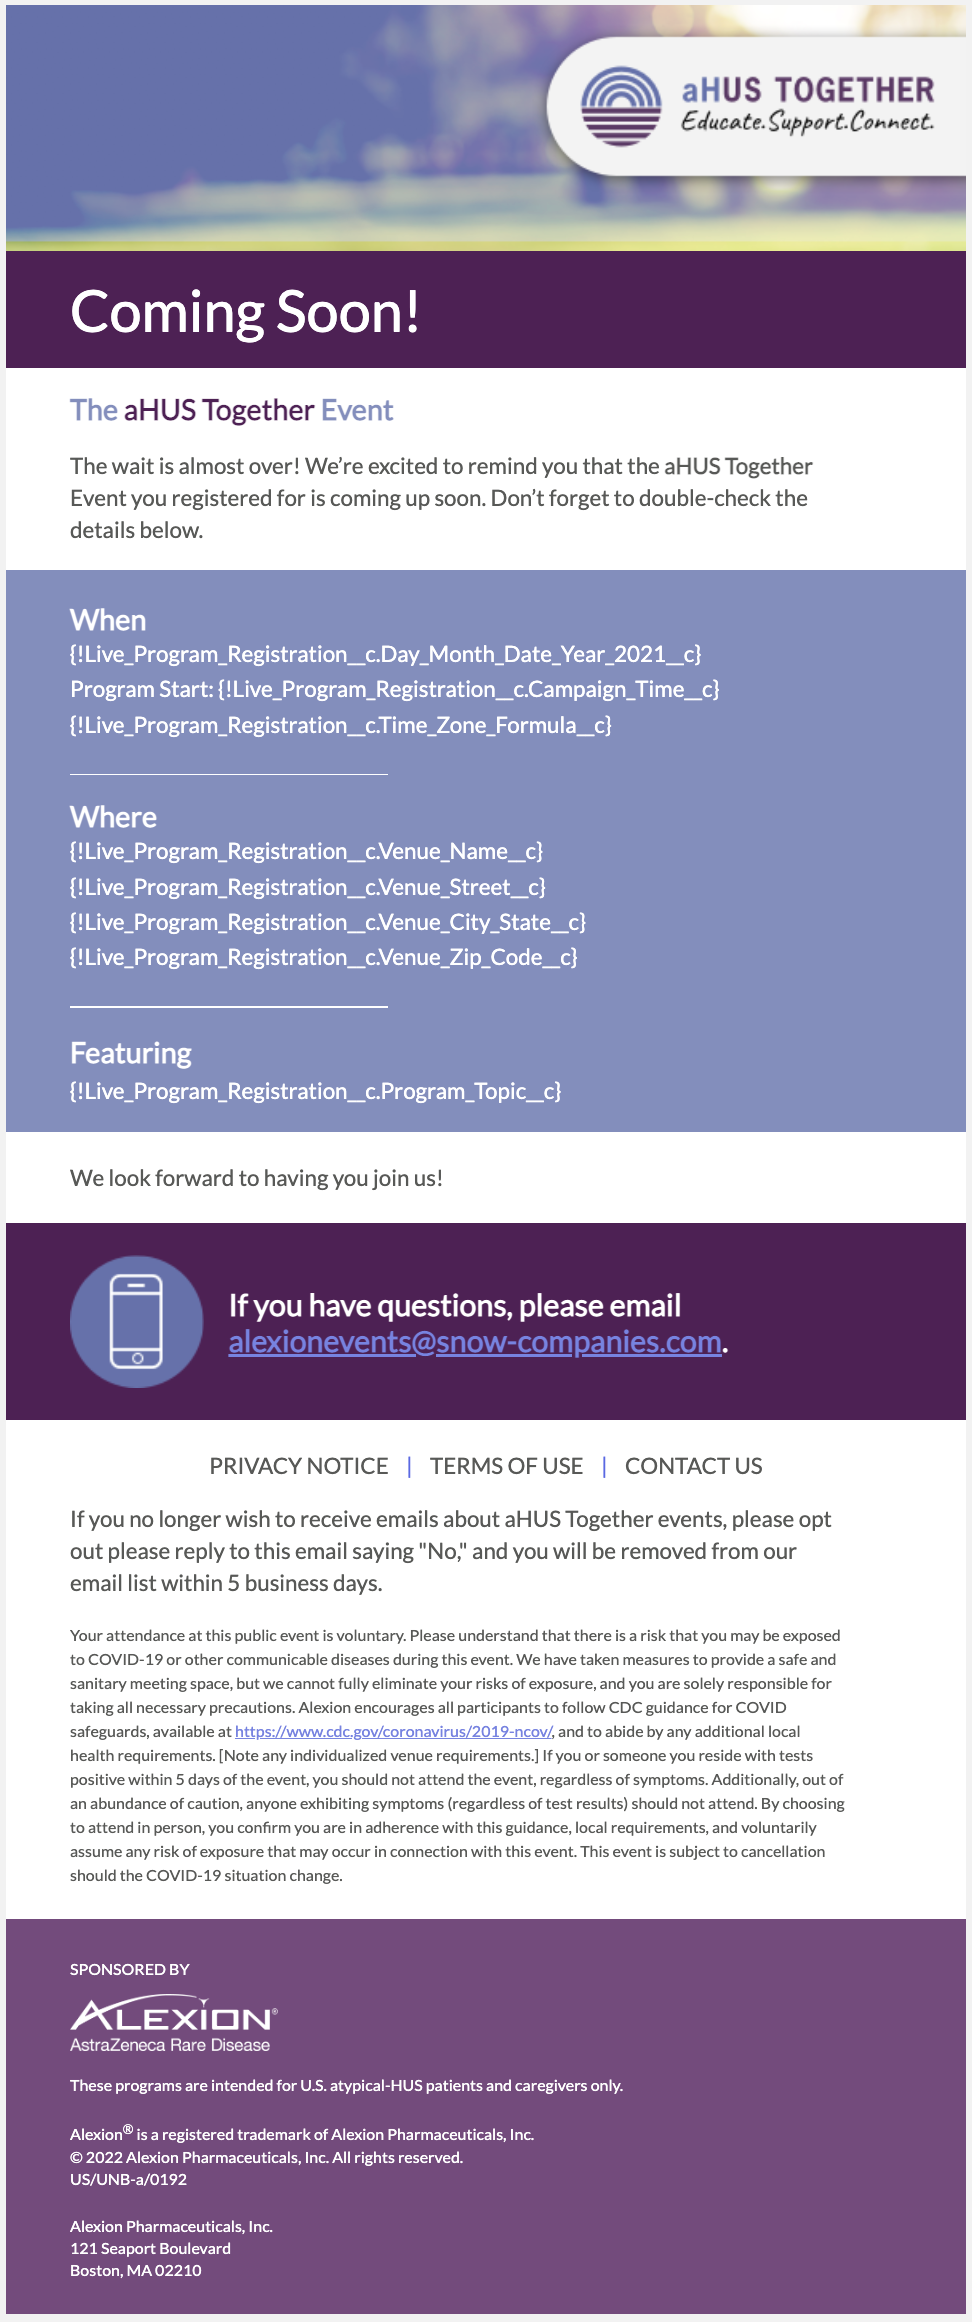 aHUS TOGETHER
Educate.Support.Connect.
Coming Soon!
The aHUS Together Event
The wait is almost over! We’re excited to remind you that the aHUS Together
Event you registered for is coming up soon. Don’t forget to double-check the
details below.
When
{!Live_Program_Registration__c.Day_Month_Date_Year_2021__c}
Program Start: {!Live_Program_Registration__c.Campaign_Time__c}
{!Live_Program_Registration__c.Time_Zone_Formula__c}
Where
{!Live_Program_Registration__c.Venue_Name__c}
{!Live_Program_Registration__c.Venue_Street__c}
{!Live_Program_Registration__c.Venue_City_State__c}
{!Live_Program_Registration__c.Venue_Zip_Code__c}
Featuring
{!Live_Program_Registration__c.Program_Topic__c}
We look forward to having you join us!
If you have questions, please email
alexionevents@snow-companies.com.
PRIVACY NOTICE | TERMS OF USE | CONTACT US
If you no longer wish to receive emails about aHUS Together events, please opt
out please reply to this email saying "No," and you will be removed from our
email list within 5 business days.
Your attendance at this public event is voluntary. Please understand that there is a risk that you may be exposed
to COVID-19 or other communicable diseases during this event. We have taken measures to provide a safe and
sanitary meeting space, but we cannot fully eliminate your risks of exposure, and you are solely responsible for
taking all necessary precautions. Alexion encourages all participants to follow CDC guidance for COVID
safeguards, available at https://www.cdc.gov/coronavirus/2019-ncov/, and to abide by any additional local
health requirements. [Note any individualized venue requirements.] If you or someone you reside with tests
positive within 5 days of the event, you should not attend the event, regardless of symptoms. Additionally, out of
an abundance of caution, anyone exhibiting symptoms (regardless of test results) should not attend. By choosing
to attend in person, you confirm you are in adherence with this guidance, local requirements, and voluntarily
assume any risk of exposure that may occur in connection with this event. This event is subject to cancellation
should the COVID-19 situation change.
SPONSORED BY
ALEXION®
AstraZeneca Rare Disease
These programs are intended for U.S. atypical-HUS patients and caregivers only.
Alexion® is a registered trademark of Alexion Pharmaceuticals, Inc.
© 2022 Alexion Pharmaceuticals, Inc. All rights reserved.
US/UNB-a/0192
Alexion Pharmaceuticals, Inc.
121 Seaport Boulevard
Boston, MA 02210